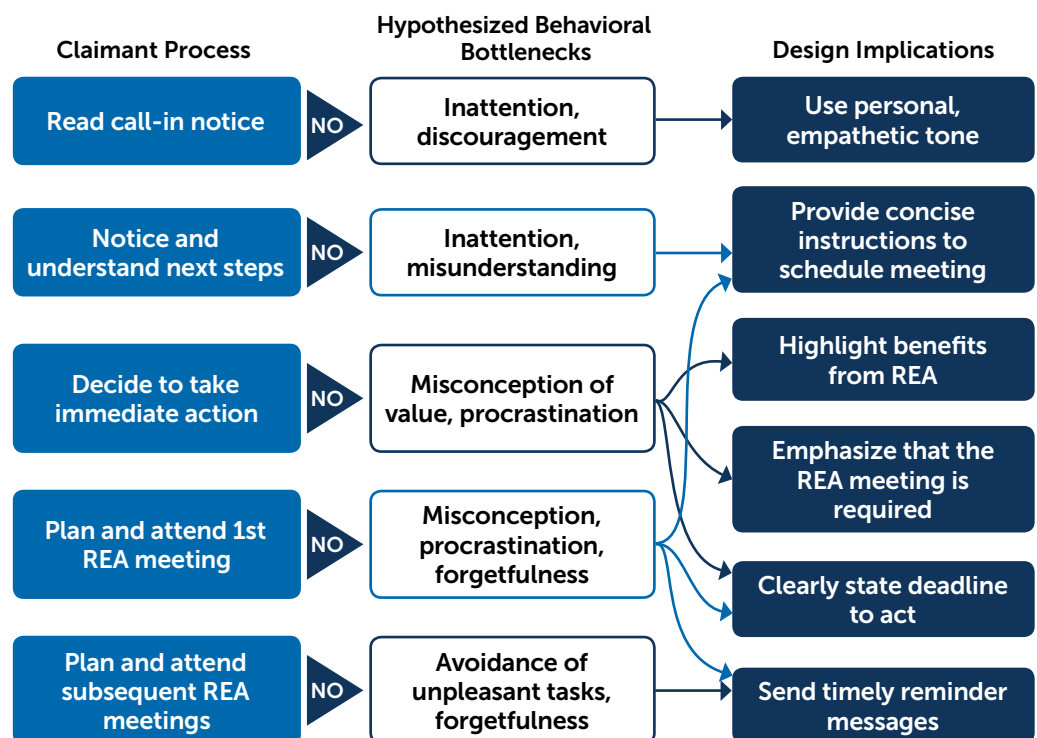 Claimant Process
Hypothesized Behavioral
Bottlenecks
Design Implications
Read call-in notice
NO
Inattention,
discouragement
Use personal,
empathetic tone
Notice and
understand next steps
NO
Inattention,
misunderstanding
Provide concise
instructions to
schedule meeting
Decide to take
immediate action
NO
Misconception of
value, procrastination
Highlight benefits
from REA
Emphasize that the
REA meeting is
required
Plan and attend 1st
REA meeting
NO
Misconception,
procrastination,
forgetfulness
Clearly state deadline
to act
Plan and attend
subsequent REA
meetings
NO
Avoidance of
unpleasant tasks,
forgetfulness
Send timely reminder
messages